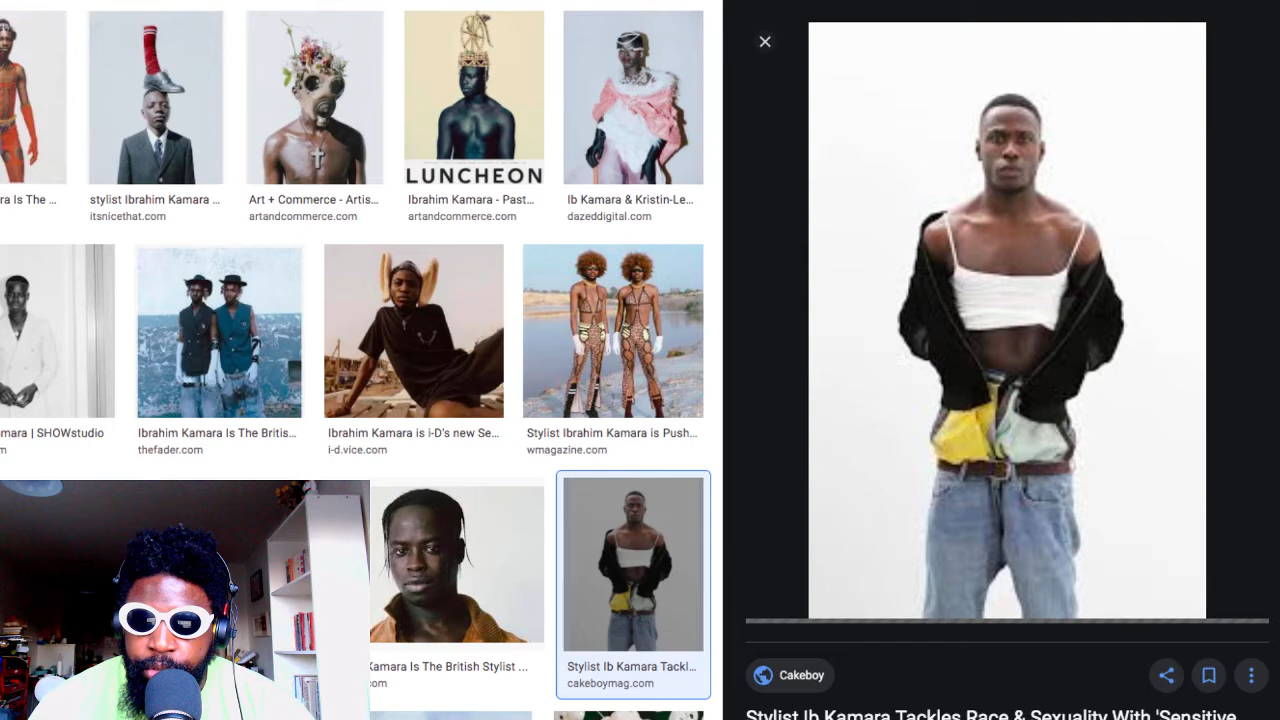 LUNCHEON
ra Is The ...
stylist Ibrahim Kamara ...
itsnicethat.com
Art + Commerce - Artis...
artandcommerce.com
Ibrahim Kamara - Past...
artandcommerce.com
Ib Kamara & Kristin-Le...
dazeddigital.com
mara | SHOWstudio
m
Ibrahim Kamara Is The Britis...
thefader.com
Ibrahim Kamara is i-D's new Se...
i-d.vice.com
Stylist Ibrahim Kamara is Push...
wmagazine.com
Kamara Is The British Stylist ...
com
Stylist Ib Kamara Tackl...
cakeboymag.com
Cakeboy
Stylist Ib Kamara Tackles Race & Sexuality With 'Sensitive